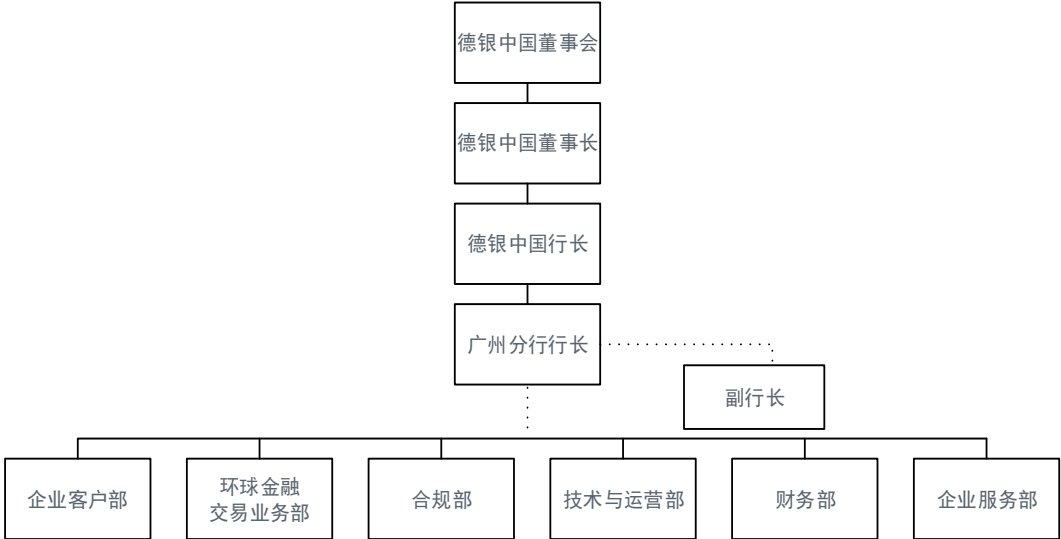 德银中国董事会
德银中国董事长
德银中国行长
广州分行行长
副行长
企业客户部
环球金融
交易业务部
合规部
技术与运营部
财务部
企业服务部